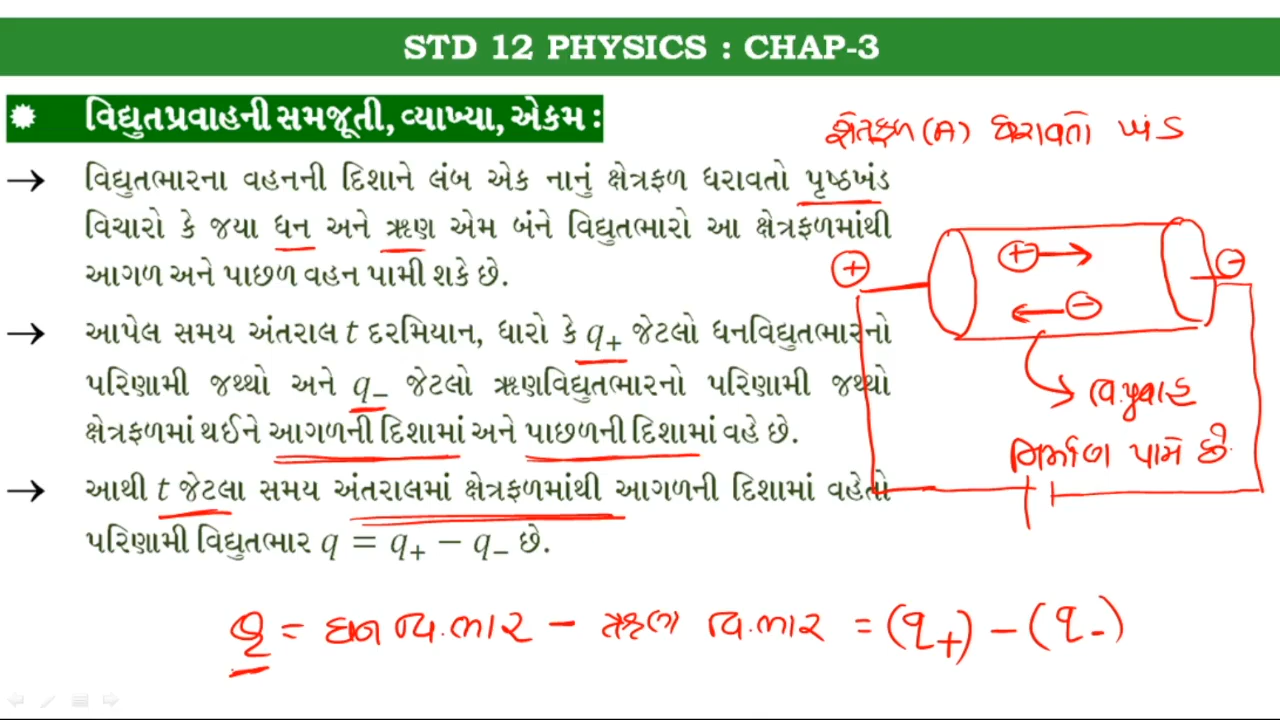 STD 12 PHYSICS : CHAP-3
વિદ્યુતપ્રવાહની સમજૂતી, વ્યાખ્યા, એકમ :
→ વિદ્યુતભારના વહનની દિશાને લંબ એક નાનું ક્ષેત્રફળ ધરાવતો પૃષ્ઠખંડ
વિચારો કે જયા ધન અને ઋણ એમ બંને વિદ્યુતભારો આ ક્ષેત્રફળમાંથી
આગળ અને પાછળ વહન પામી શકે છે.
→ આપેલ સમય અંતરાલ t દરમિયાન, ધારો કે q₊ જેટલો ધનવિદ્યુતભારનો
પરિણામી જથ્થો અને q₋ જેટલો ઋણવિદ્યુતભારનો પરિણામી જથ્થો
ક્ષેત્રફળમાં થઈને આગળની દિશામાં અને પાછળની દિશામાં વહે છે.
→ આથી t જેટલા સમય અંતરાલમાં ક્ષેત્રફળમાંથી આગળની દિશામાં વહેતો
પરિણામી વિદ્યુતભાર q = q₊ − q₋ છે.
ક્ષેત્રફળ (A) ધરાવતો ખંડ
+ + → −
← −
વિ.પ્રવાહ
નિર્માણ પામે છે.
q = ધન વિ.ભાર − ઋણ વિ.ભાર = (q₊) − (q₋)